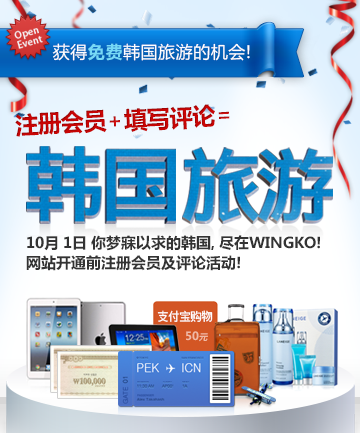 Open
Event
获得免费韩国旅游的机会!
注册会员+填写评论=
韩国旅游
10月 1日 你梦寐以求的韩国, 尽在WINGKO!
网站开通前注册会员及评论活动!
支付宝购物
50元
₩100,000
GATE 01
PEK ICN